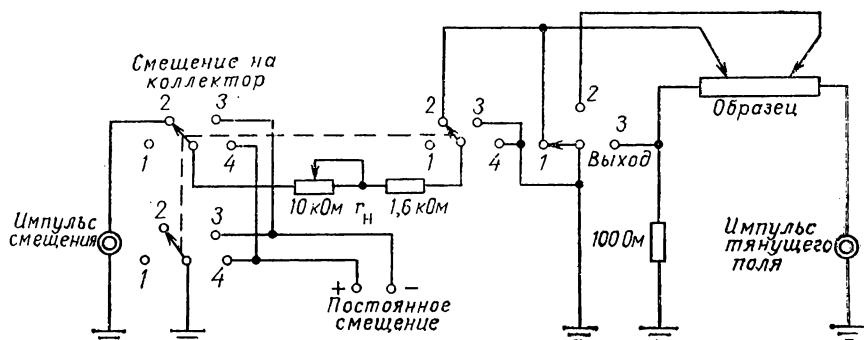 Смещение на
коллектор
2
3
1
4
2
3
1
4
Импульс
смещения
10 кОм
rн
1,6 кОм
+
−
Постоянное
смещение
2
3
1
4
1
2
3
Выход
100 Ом
Образец
Импульс
тянущего
поля